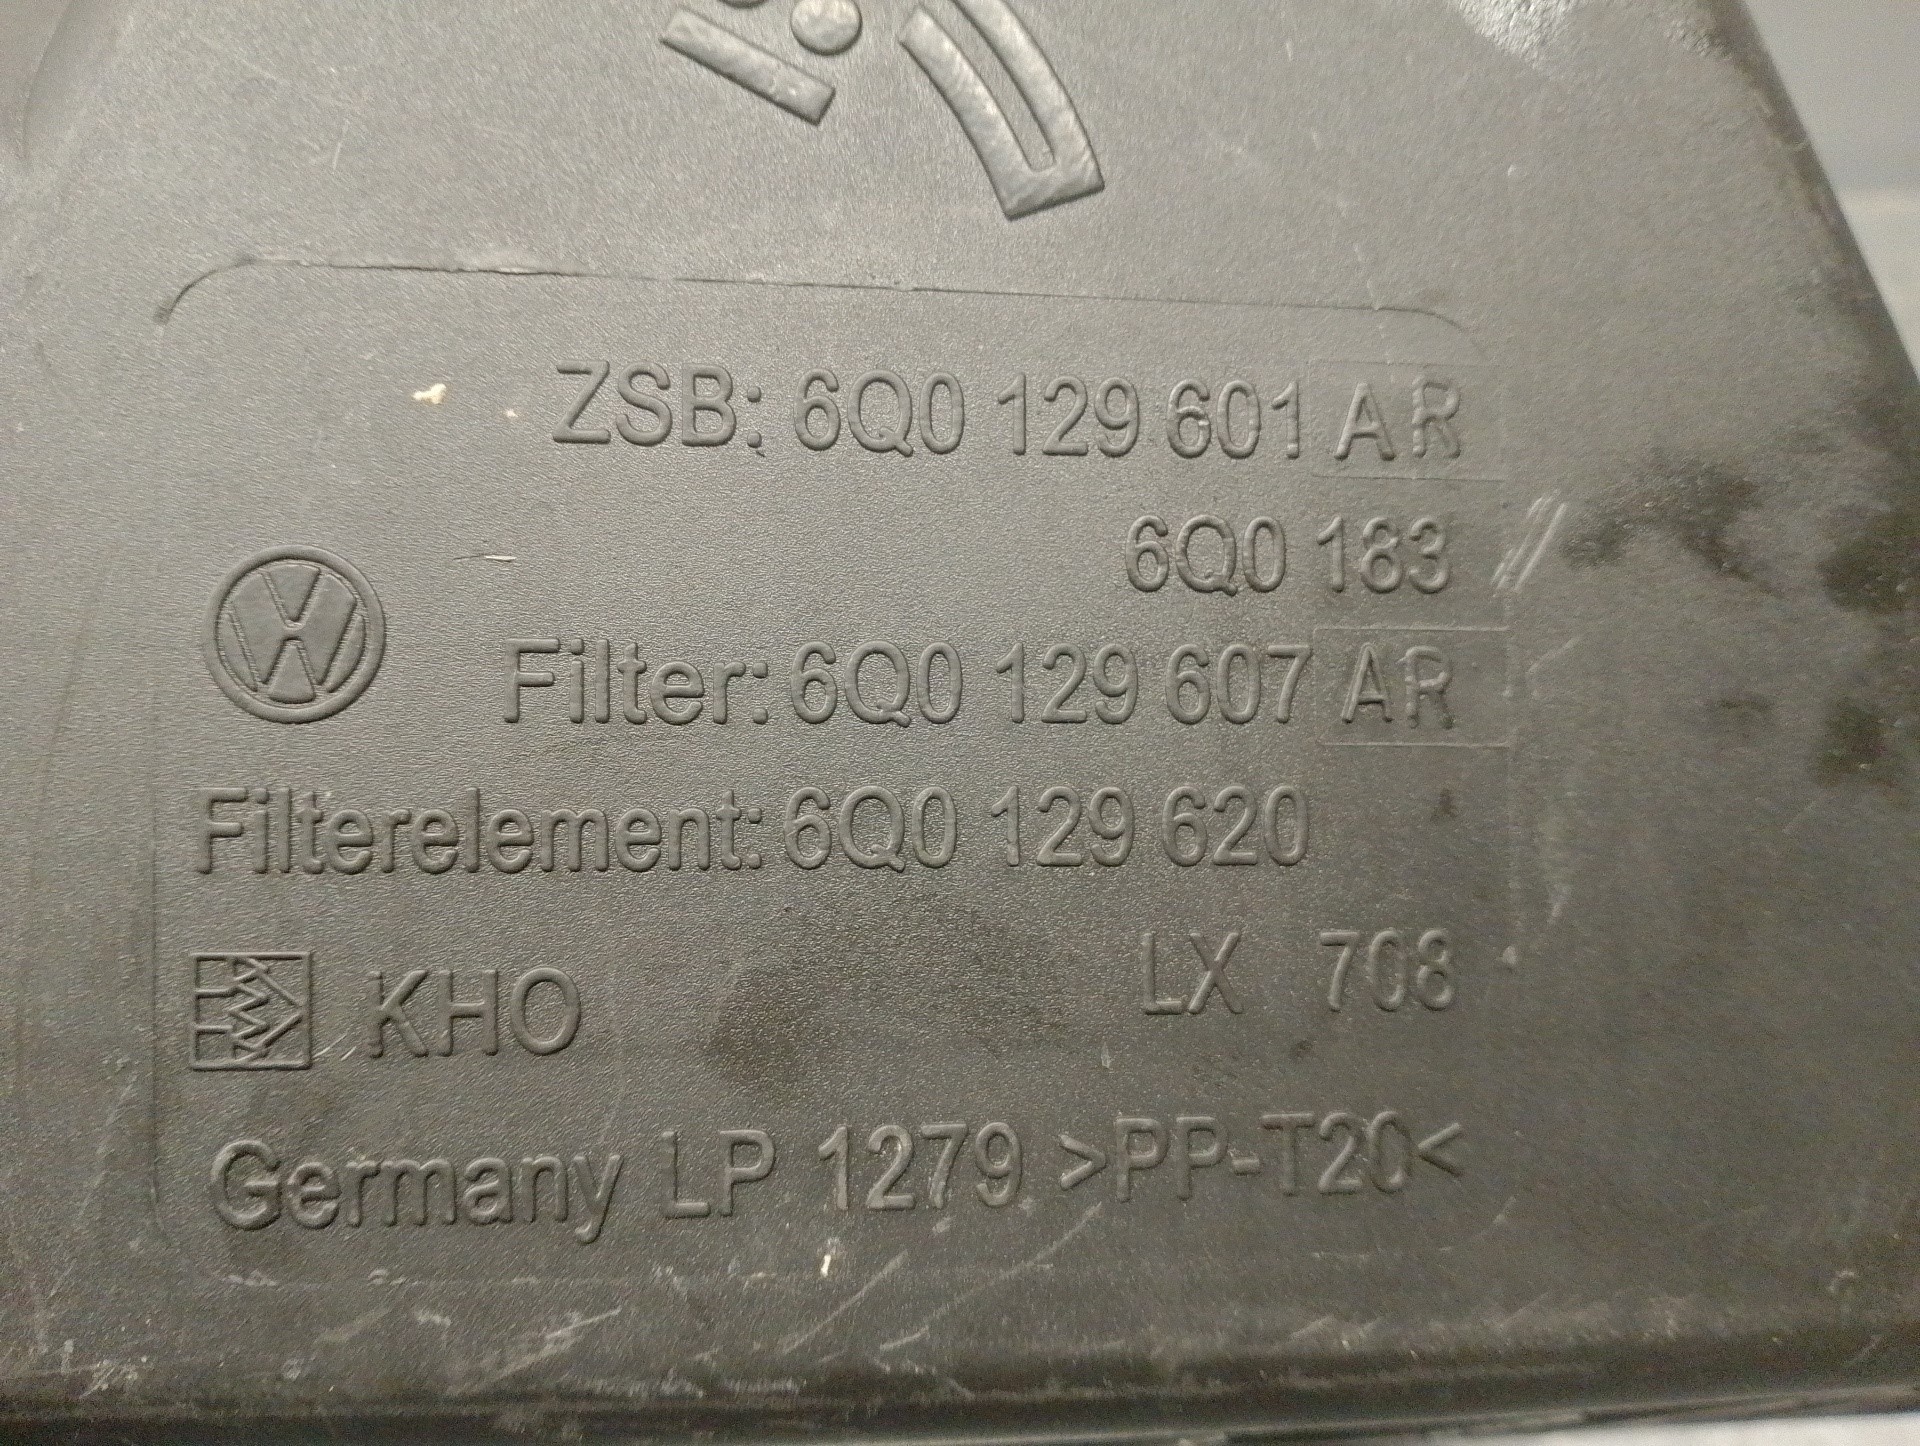 ZSB: 6Q0 129 601 AR
6Q0 183
Filter: 6Q0 129 607 AR
Filterelement: 6Q0 129 620
KHO LX 708
Germany LP 1279 >PP-T20<